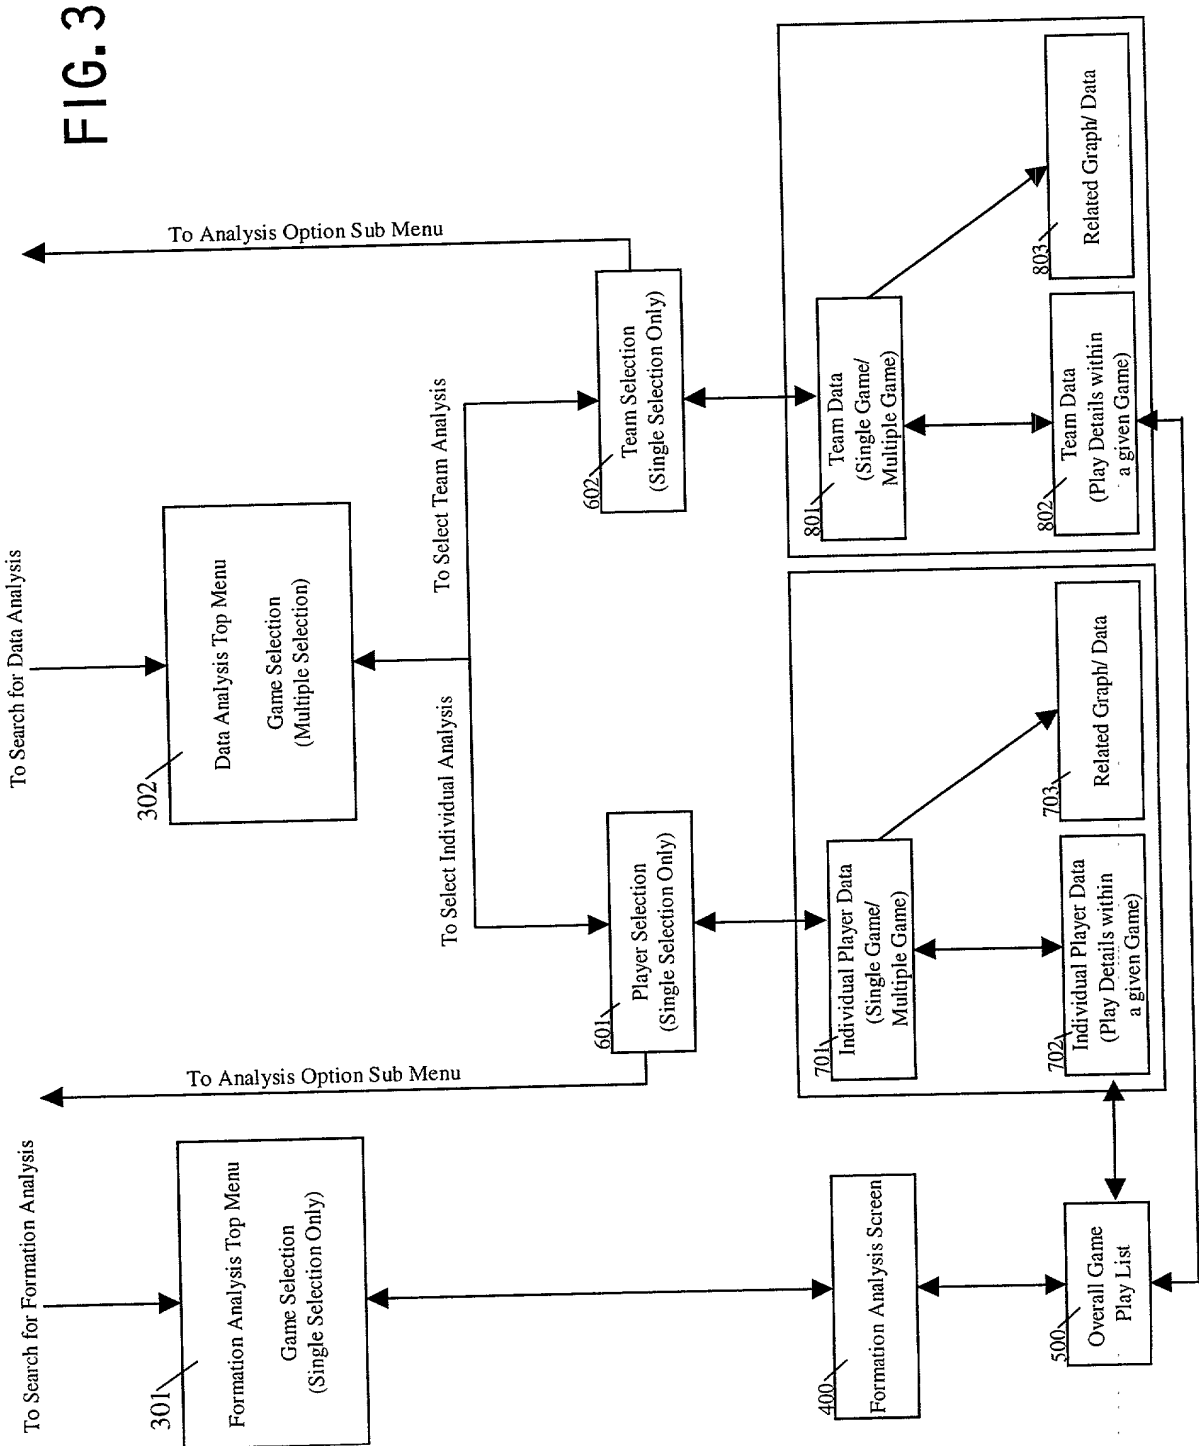 FIG. 3
To Search for Formation Analysis
To Search for Data Analysis
301
Formation Analysis Top Menu
Game Selection
(Single Selection Only)
302
Data Analysis Top Menu
Game Selection
(Multiple Selection)
To Analysis Option Sub Menu
To Analysis Option Sub Menu
To Select Individual Analysis
To Select Team Analysis
601
Player Selection
(Single Selection Only)
602
Team Selection
(Single Selection Only)
400
Formation Analysis Screen
701
Individual Player Data
(Single Game/
Multiple Game)
801
Team Data
(Single Game/
Multiple Game)
500
Overall Game
Play List
702
Individual Player Data
(Play Details within
a given Game)
703
Related Graph/ Data
802
Team Data
(Play Details within
a given Game)
803
Related Graph/ Data